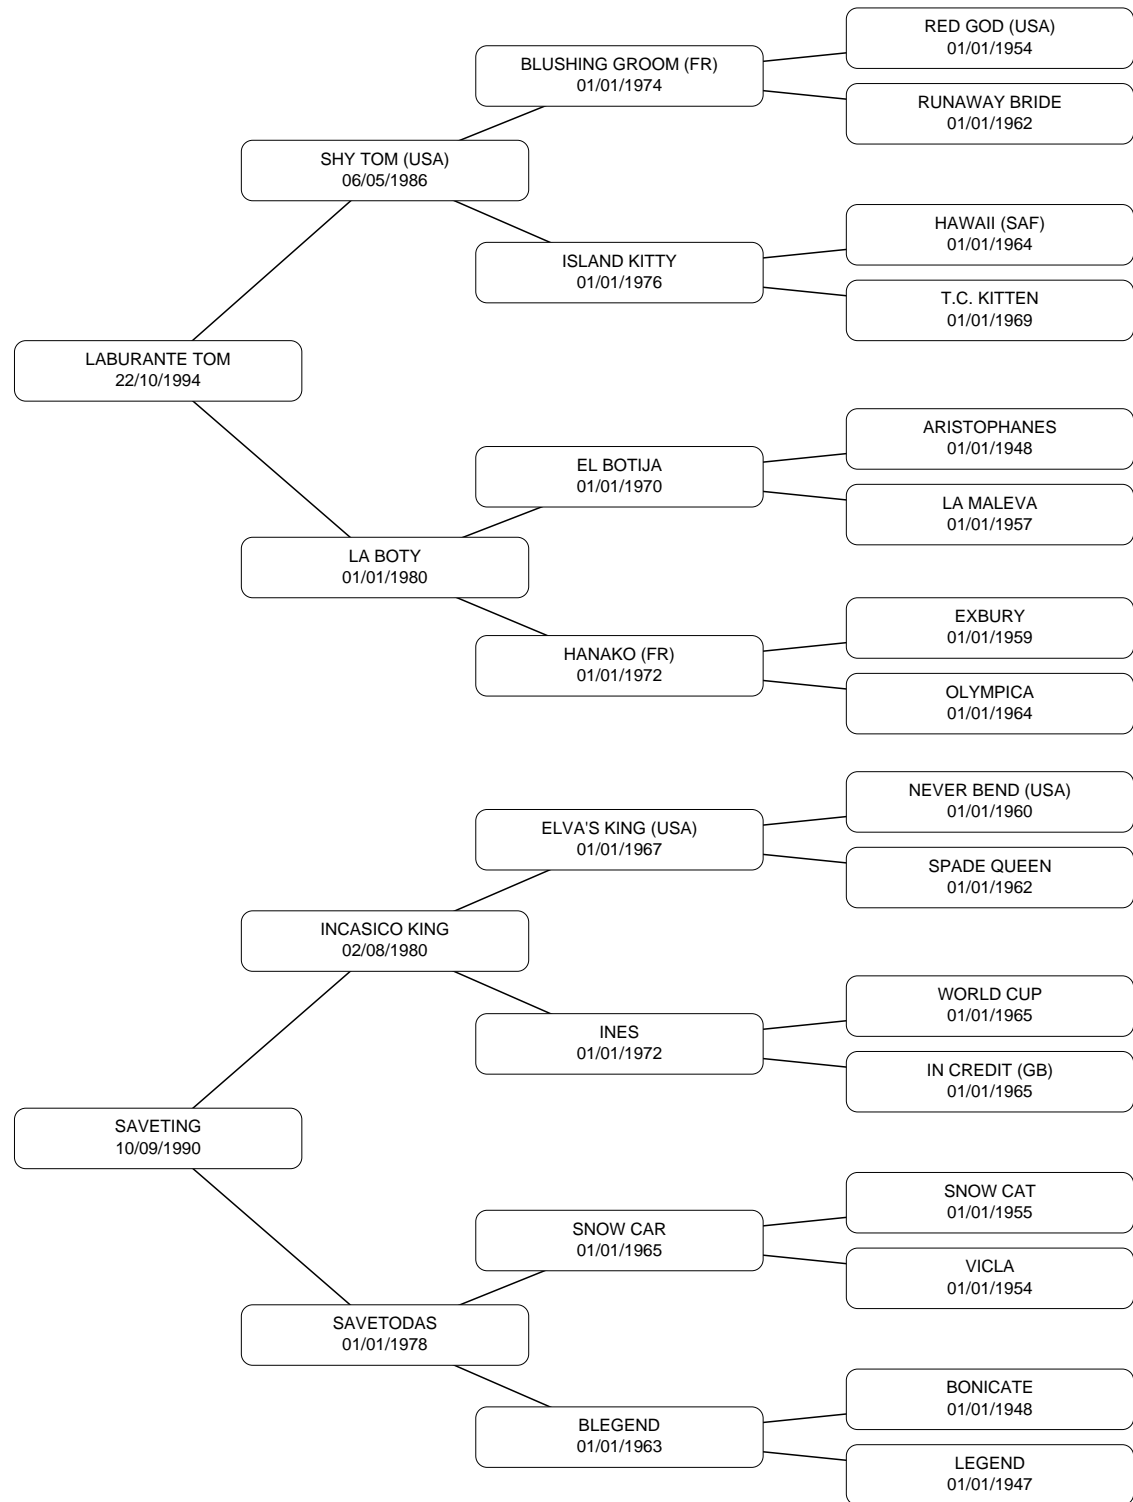 RED GOD (USA)
01/01/1954
BLUSHING GROOM (FR)
01/01/1974
RUNAWAY BRIDE
01/01/1962
SHY TOM (USA)
06/05/1986
HAWAII (SAF)
01/01/1964
ISLAND KITTY
01/01/1976
T.C. KITTEN
01/01/1969
LABURANTE TOM
22/10/1994
ARISTOPHANES
01/01/1948
EL BOTIJA
01/01/1970
LA MALEVA
01/01/1957
LA BOTY
01/01/1980
EXBURY
01/01/1959
HANAKO (FR)
01/01/1972
OLYMPICA
01/01/1964
NEVER BEND (USA)
01/01/1960
ELVA'S KING (USA)
01/01/1967
SPADE QUEEN
01/01/1962
INCASICO KING
02/08/1980
WORLD CUP
01/01/1965
INES
01/01/1972
IN CREDIT (GB)
01/01/1965
SAVETING
10/09/1990
SNOW CAT
01/01/1955
SNOW CAR
01/01/1965
VICLA
01/01/1954
SAVETODAS
01/01/1978
BONICATE
01/01/1948
BLEGEND
01/01/1963
LEGEND
01/01/1947